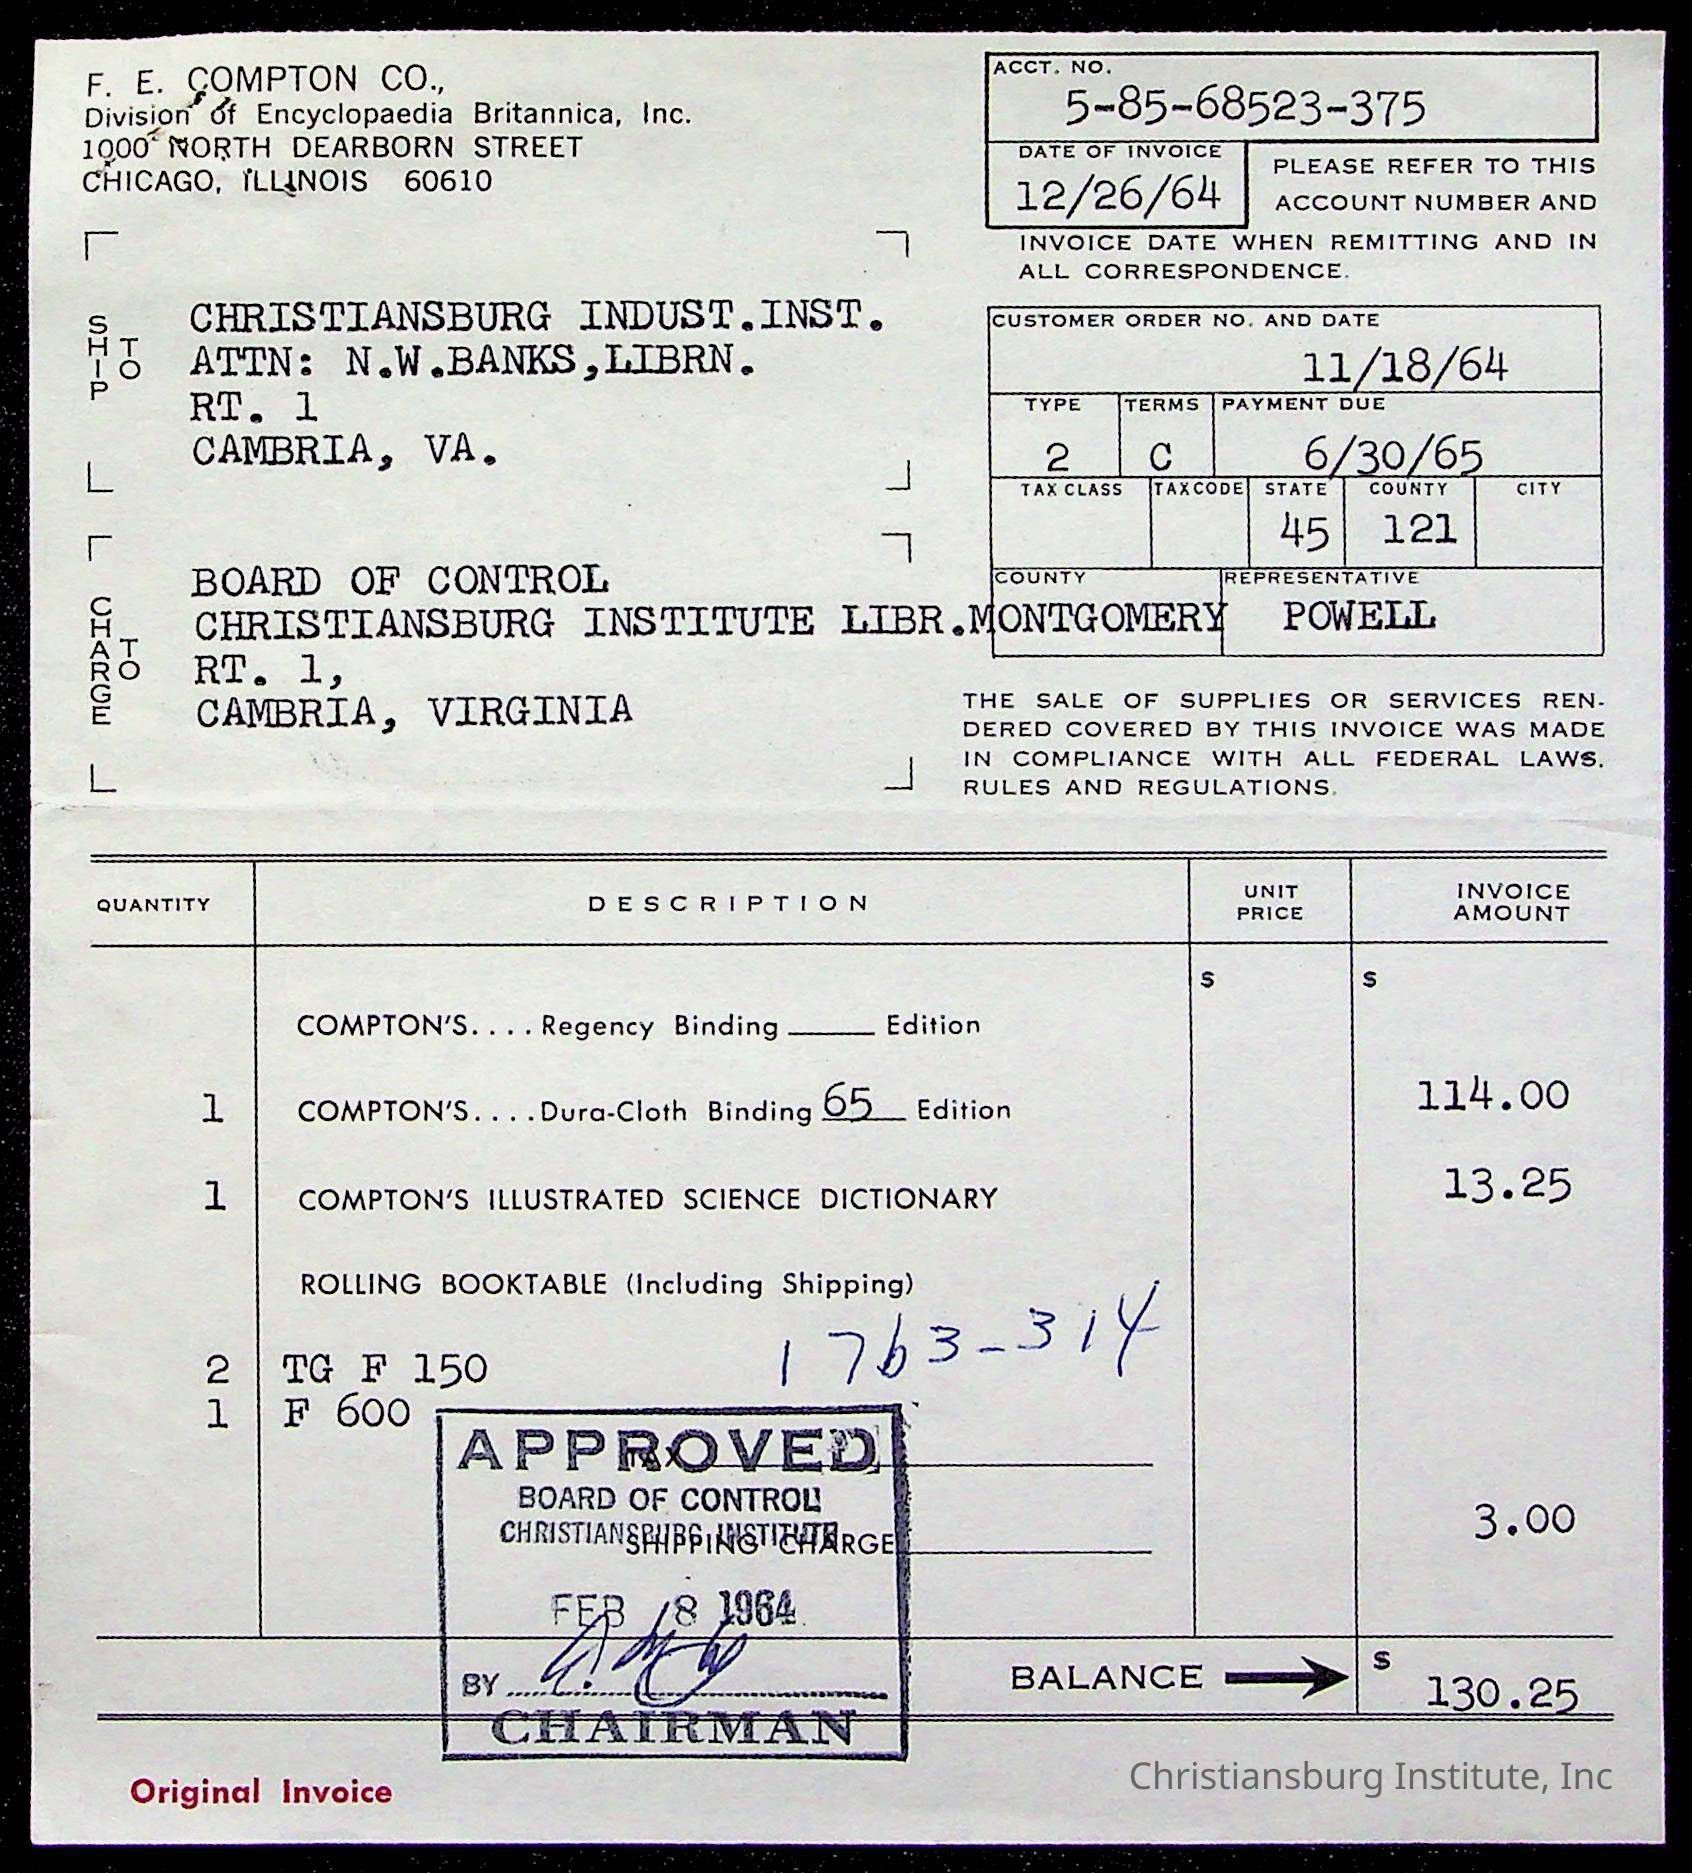 F. E. COMPTON CO.,
Division of Encyclopaedia Britannica, Inc.
1000 NORTH DEARBORN STREET
CHICAGO, ILLINOIS 60610
ACCT. NO.
5-85-68523-375
DATE OF INVOICE
12/26/64
PLEASE REFER TO THIS
ACCOUNT NUMBER AND
INVOICE DATE WHEN REMITTING AND IN
ALL CORRESPONDENCE.
SHIP TO
CHRISTIANSBURG INDUST.INST.
ATTN: N.W.BANKS,LIBRN.
RT. 1
CAMBRIA, VA.
CUSTOMER ORDER NO. AND DATE
11/18/64
TYPE TERMS PAYMENT DUE
2 C 6/30/65
TAX CLASS TAXCODE STATE COUNTY CITY
45 121
COUNTY REPRESENTATIVE
MONTGOMERY POWELL
CHARGE TO
BOARD OF CONTROL
CHRISTIANSBURG INSTITUTE LIBR.
RT. 1,
CAMBRIA, VIRGINIA
THE SALE OF SUPPLIES OR SERVICES REN-
DERED COVERED BY THIS INVOICE WAS MADE
IN COMPLIANCE WITH ALL FEDERAL LAWS.
RULES AND REGULATIONS.
QUANTITY DESCRIPTION UNIT PRICE INVOICE AMOUNT
$ $
COMPTON'S....Regency Binding ____ Edition
1 COMPTON'S....Dura-Cloth Binding 65 Edition 114.00
1 COMPTON'S ILLUSTRATED SCIENCE DICTIONARY 13.25
ROLLING BOOKTABLE (Including Shipping)
1763-314
2 TG F 150
1 F 600
APPROVED
BOARD OF CONTROL
CHRISTIANSBURG INSTITUTE
SHIPPING CHARGE 3.00
FEB 8 1964
BY
CHAIRMAN
BALANCE $ 130.25
Original Invoice
Christiansburg Institute, Inc